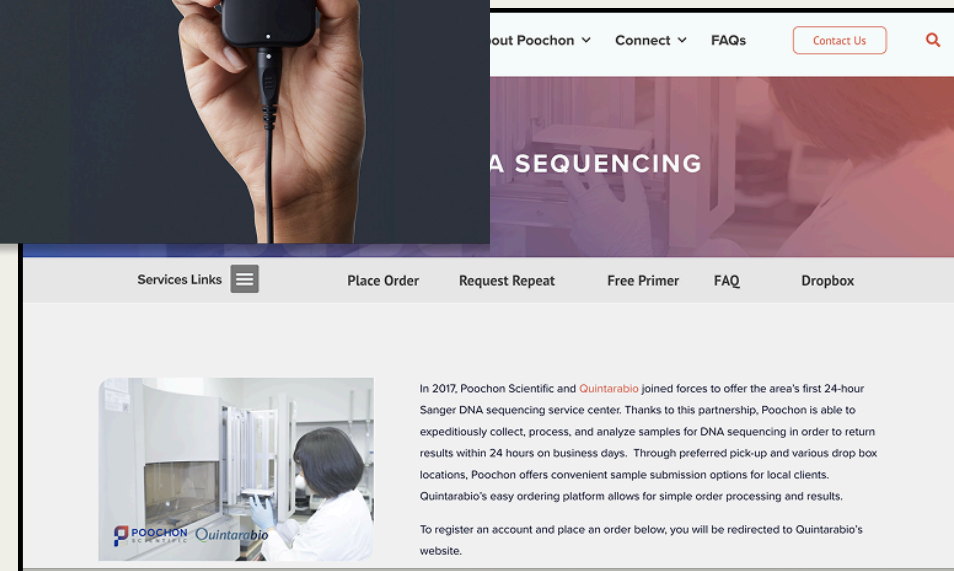 out Poochon
Connect
FAQs
Contact Us
A SEQUENCING
Services Links
Place Order
Request Repeat
Free Primer
FAQ
Dropbox
In 2017, Poochon Scientific and Quintarabio joined forces to offer the area's first 24-hour
Sanger DNA sequencing service center. Thanks to this partnership, Poochon is able to
expeditiously collect, process, and analyze samples for DNA sequencing in order to return
results within 24 hours on business days. Through preferred pick-up and various drop box
locations, Poochon offers convenient sample submission options for local clients.
Quintarabio's easy ordering platform allows for simple order processing and results.
To register an account and place an order below, you will be redirected to Quintarabio's
website.
POOCHON
SCIENTIFIC
Quintarabio